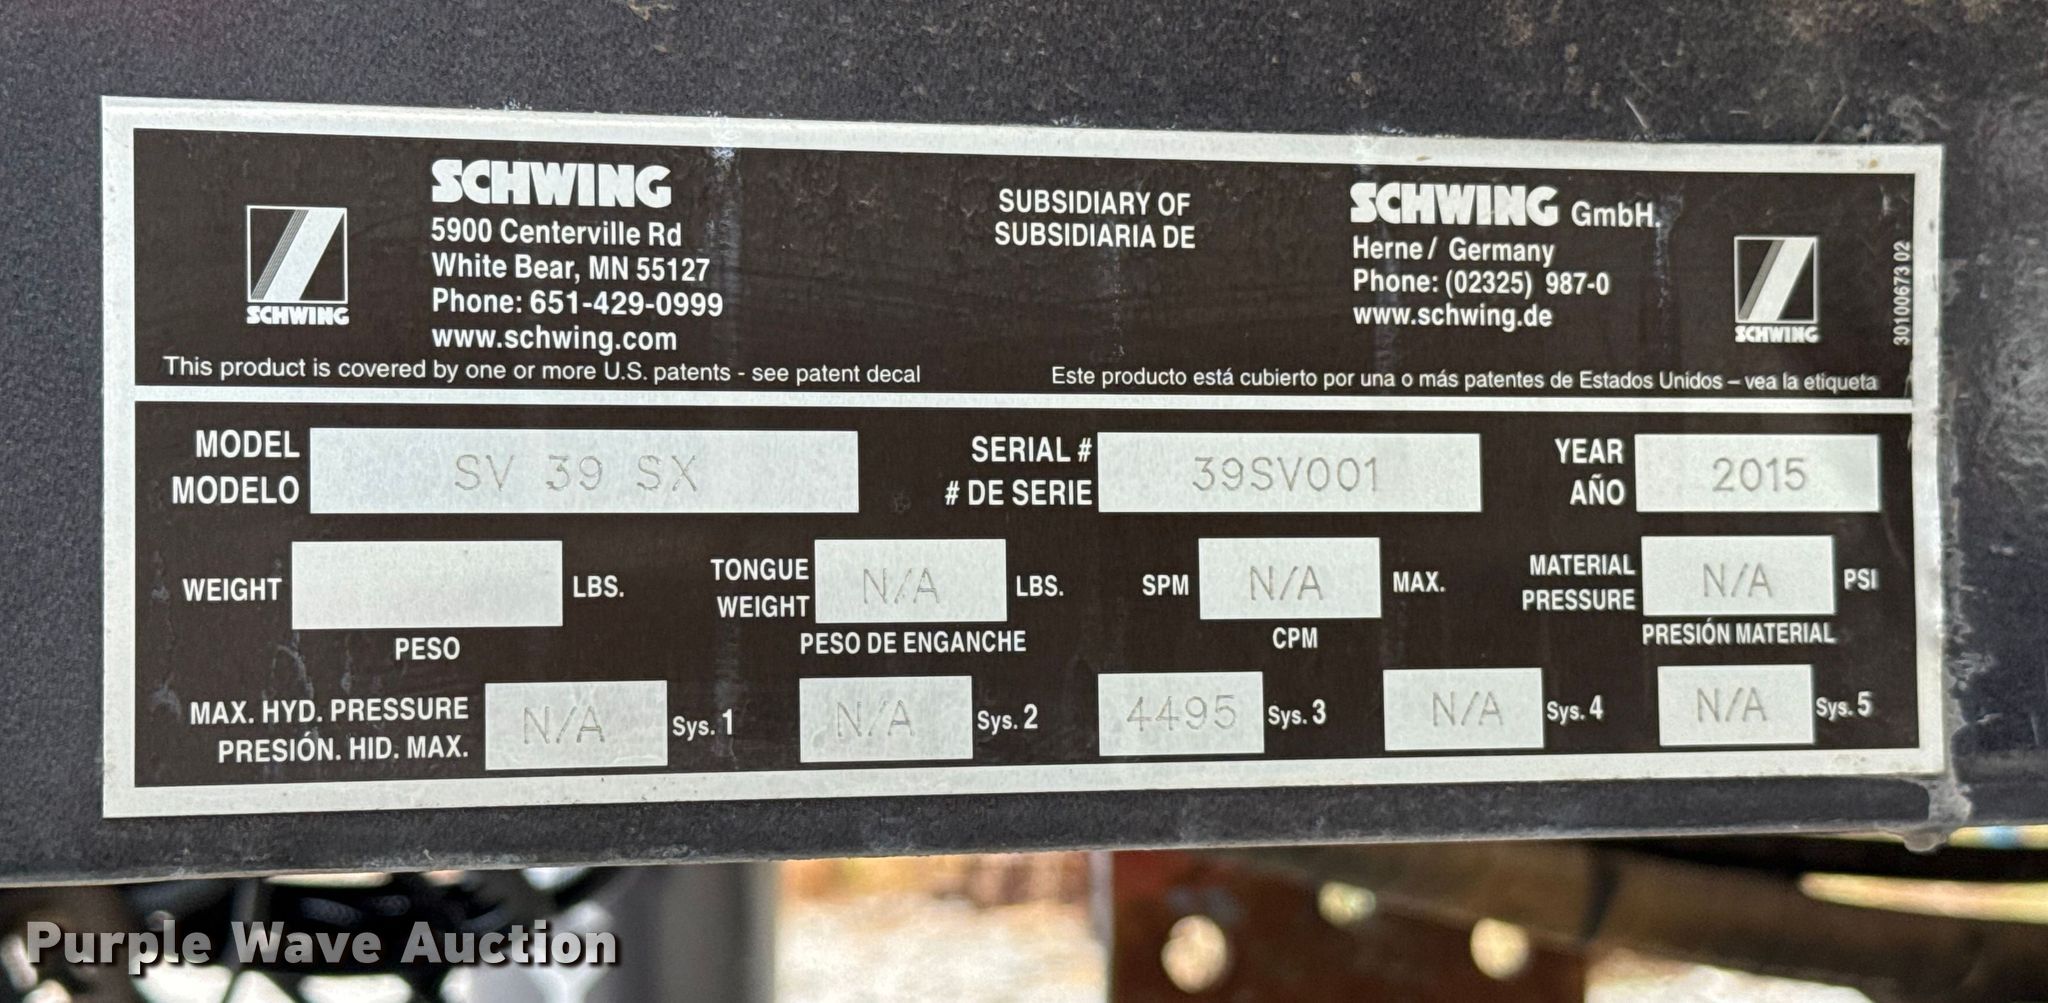 SCHWING
5900 Centerville Rd
White Bear, MN 55127
Phone: 651-429-0999
www.schwing.com
SCHWING
SUBSIDIARY OF
SUBSIDIARIA DE
SCHWING GmbH.
Herne / Germany
Phone: (02325) 987-0
www.schwing.de
SCHWING
30100673 02
This product is covered by one or more U.S. patents - see patent decal
Este producto está cubierto por una o más patentes de Estados Unidos – vea la etiqueta
MODEL
MODELO
SV 39 SX
SERIAL #
# DE SERIE
39SV001
YEAR
AÑO
2015
WEIGHT LBS.
PESO
TONGUE
WEIGHT
N/A LBS.
PESO DE ENGANCHE
SPM N/A MAX.
CPM
MATERIAL
PRESSURE
N/A PSI
PRESIÓN MATERIAL
MAX. HYD. PRESSURE
PRESIÓN. HID. MAX.
N/A Sys. 1
N/A Sys. 2
4495 Sys. 3
N/A Sys. 4
N/A Sys. 5
Purple Wave Auction